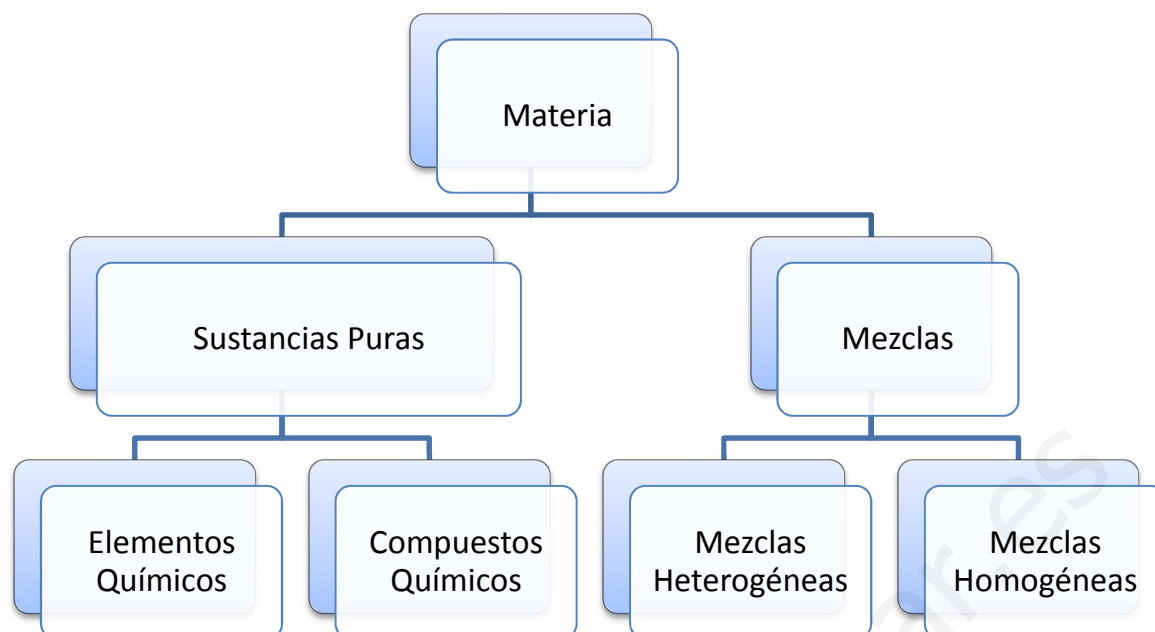 Materia
Sustancias Puras
Mezclas
Elementos
Químicos
Compuestos
Químicos
Mezclas
Heterogéneas
Mezclas
Homogéneas